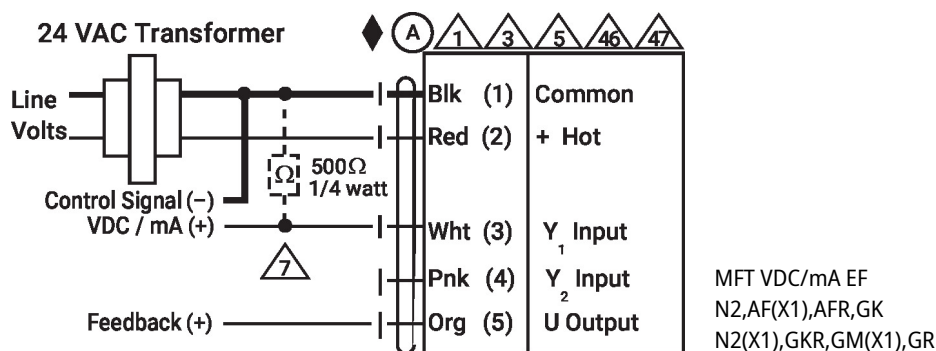 24 VAC Transformer
A 1 3 5 46 47
Line
Volts
Blk (1) Common
Red (2) + Hot
Ω 500Ω
1/4 watt
Control Signal (−)
VDC / mA (+)
Wht (3) Y1 Input
7
Pnk (4) Y2 Input
Feedback (+)
Org (5) U Output
MFT VDC/mA EF
N2,AF(X1),AFR,GK
N2(X1),GKR,GM(X1),GR